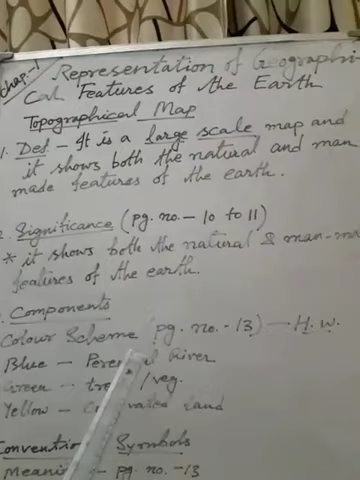 Chap. 1 Representation of Geographi-
cal Features of the Earth
Topographical Map
1. Def - It is a large scale map and
it shows both the natural and man
made features of the earth.
2. Significance (pg. no. - 10 to 11)
* it shows both the natural & man-ma
features of the earth.
Components
Colour Scheme (pg. no. - 13) - H.W.
Blue - River
Green - /veg.
Yellow - land
Symbols
pg. no. - 13